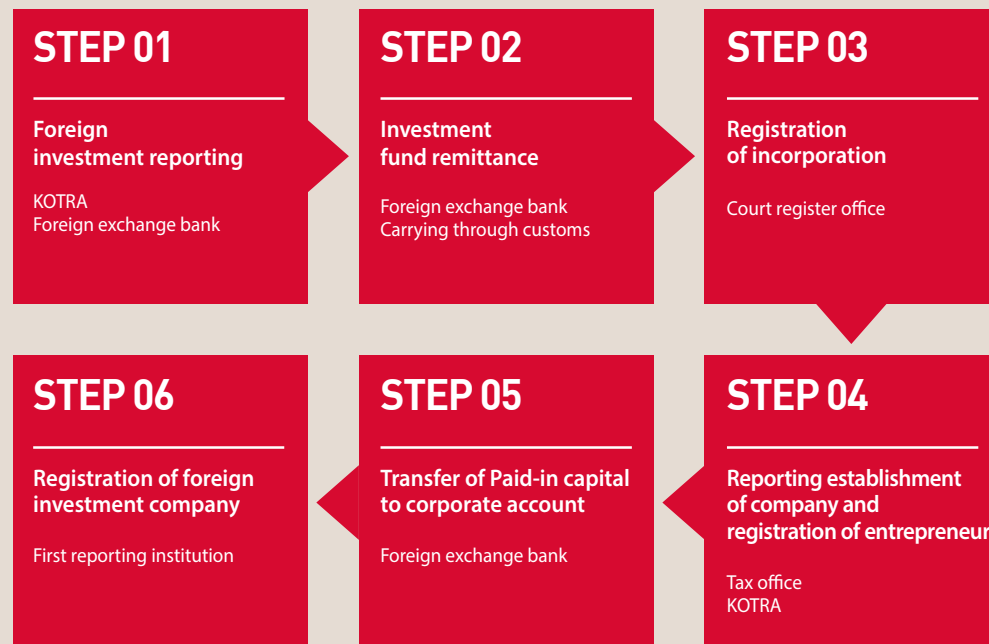 STEP 01
Foreign
investment reporting
KOTRA
Foreign exchange bank
STEP 02
Investment
fund remittance
Foreign exchange bank
Carrying through customs
STEP 03
Registration
of incorporation
Court register office
STEP 04
Reporting establishment
of company and
registration of entrepreneur
Tax office
KOTRA
STEP 05
Transfer of Paid-in capital
to corporate account
Foreign exchange bank
STEP 06
Registration of foreign
investment company
First reporting institution